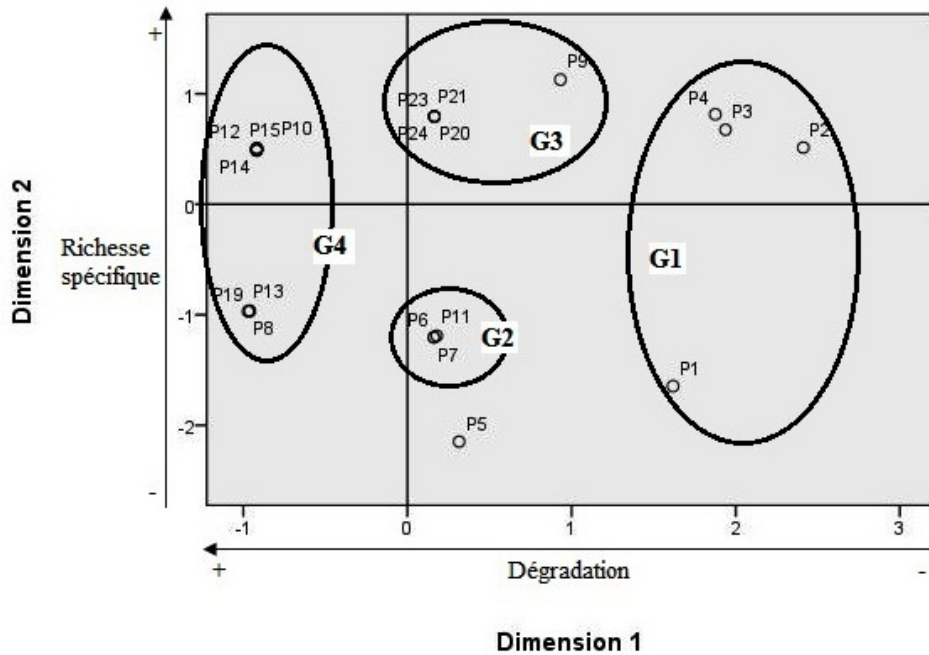 +
1
0
-1
-2
-
Dimension 2
Richesse
spécifique
P9
P23 P21
P24 P20
G3
P4 P3
P2
P12 P15 P10
P14
G4
G1
P19 P13
P8
P6 P11
P7
G2
P1
P5
-1 0 1 2 3
+ Dégradation -
Dimension 1